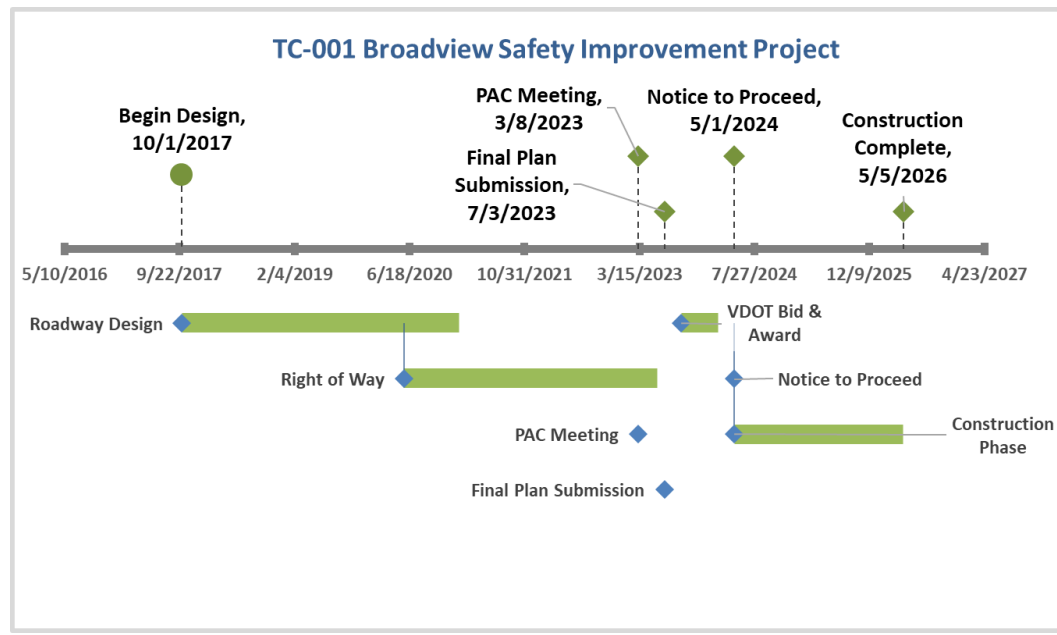 TC-001 Broadview Safety Improvement Project
Begin Design,
10/1/2017
PAC Meeting,
3/8/2023
Final Plan
Submission,
7/3/2023
Notice to Proceed,
5/1/2024
Construction
Complete,
5/5/2026
5/10/2016 9/22/2017 2/4/2019 6/18/2020 10/31/2021 3/15/2023 7/27/2024 12/9/2025 4/23/2027
Roadway Design
VDOT Bid &
Award
Right of Way
Notice to Proceed
PAC Meeting
Construction
Phase
Final Plan Submission